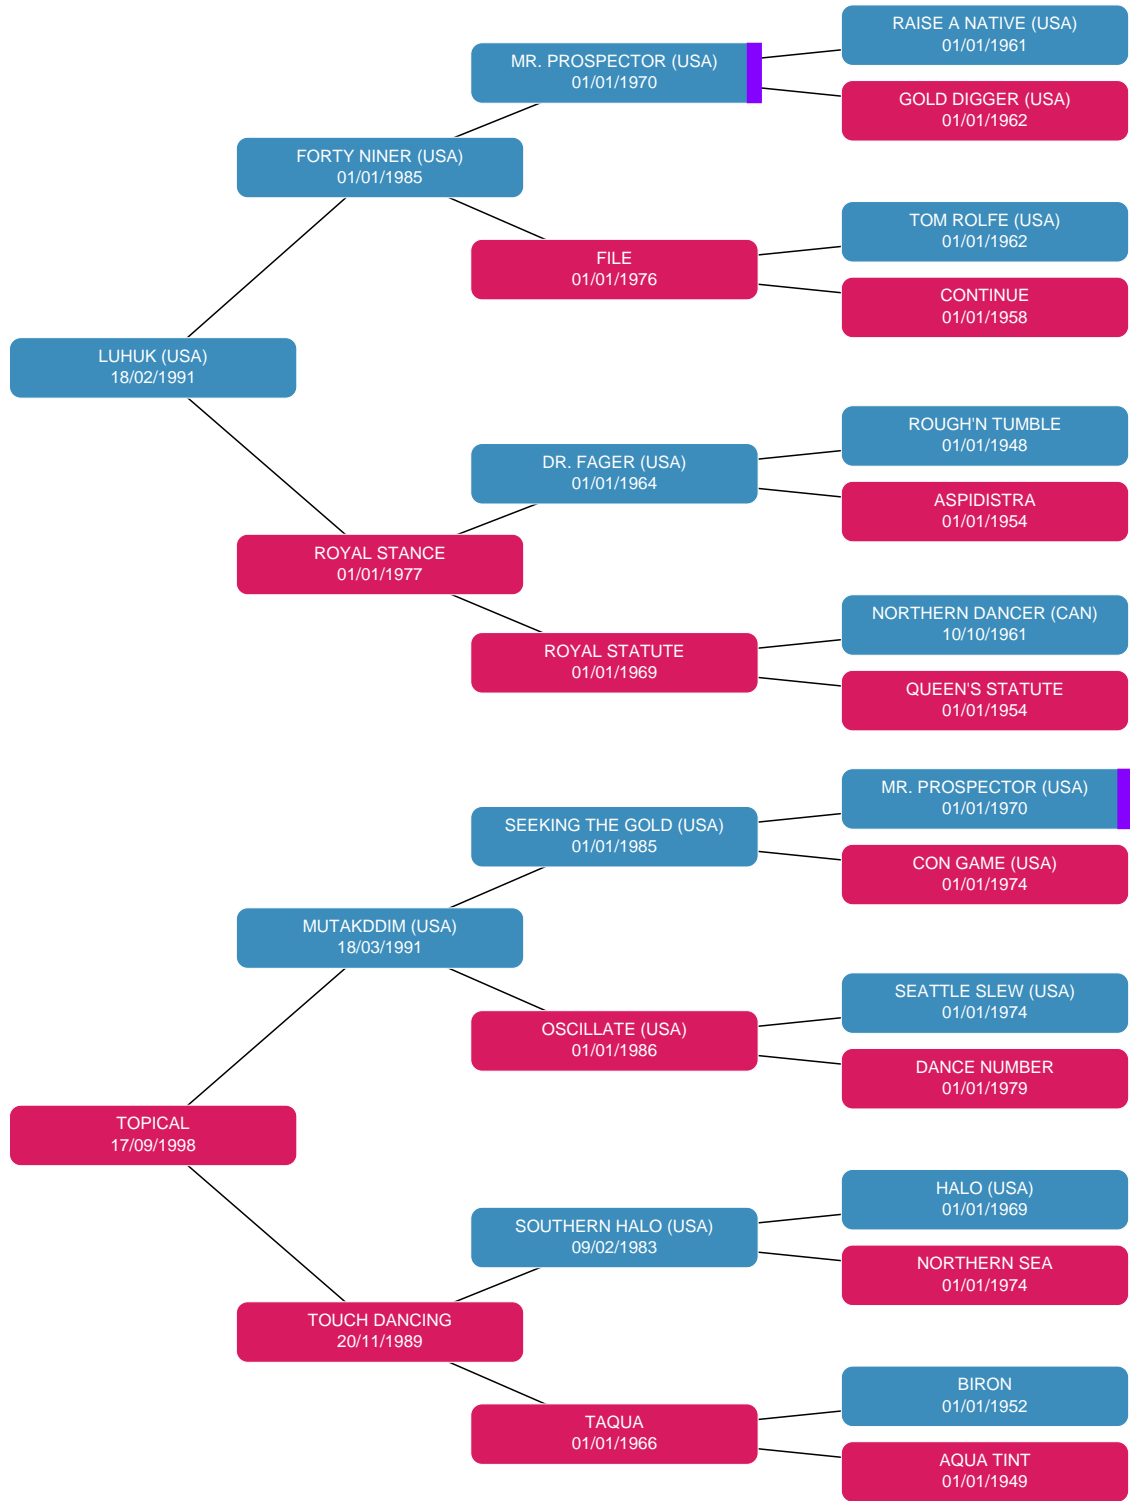 RAISE A NATIVE (USA)
01/01/1961
MR. PROSPECTOR (USA)
01/01/1970
GOLD DIGGER (USA)
01/01/1962
FORTY NINER (USA)
01/01/1985
TOM ROLFE (USA)
01/01/1962
FILE
01/01/1976
CONTINUE
01/01/1958
LUHUK (USA)
18/02/1991
ROUGH'N TUMBLE
01/01/1948
DR. FAGER (USA)
01/01/1964
ASPIDISTRA
01/01/1954
ROYAL STANCE
01/01/1977
NORTHERN DANCER (CAN)
10/10/1961
ROYAL STATUTE
01/01/1969
QUEEN'S STATUTE
01/01/1954
MR. PROSPECTOR (USA)
01/01/1970
SEEKING THE GOLD (USA)
01/01/1985
CON GAME (USA)
01/01/1974
MUTAKDDIM (USA)
18/03/1991
SEATTLE SLEW (USA)
01/01/1974
OSCILLATE (USA)
01/01/1986
DANCE NUMBER
01/01/1979
TOPICAL
17/09/1998
HALO (USA)
01/01/1969
SOUTHERN HALO (USA)
09/02/1983
NORTHERN SEA
01/01/1974
TOUCH DANCING
20/11/1989
BIRON
01/01/1952
TAQUA
01/01/1966
AQUA TINT
01/01/1949